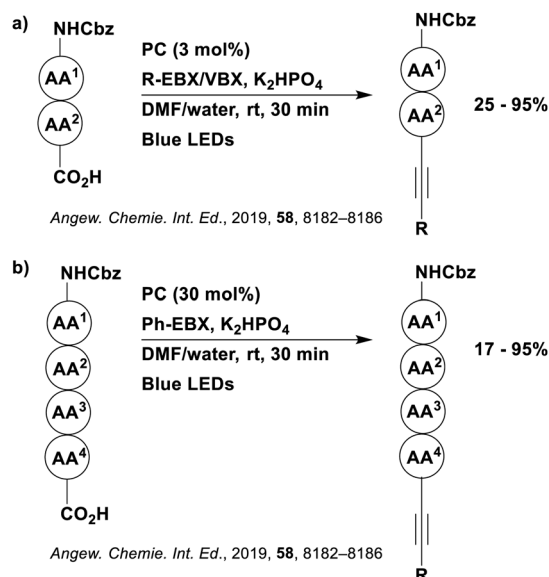 a)
NHCbz
AA1
AA2
CO2H
PC (3 mol%)
R-EBX/VBX, K2HPO4
DMF/water, rt, 30 min
Blue LEDs
NHCbz
AA1
AA2
R
25 - 95%
Angew. Chemie. Int. Ed., 2019, 58, 8182–8186
b)
NHCbz
AA1
AA2
AA3
AA4
CO2H
PC (30 mol%)
Ph-EBX, K2HPO4
DMF/water, rt, 30 min
Blue LEDs
NHCbz
AA1
AA2
AA3
AA4
R
17 - 95%
Angew. Chemie. Int. Ed., 2019, 58, 8182–8186